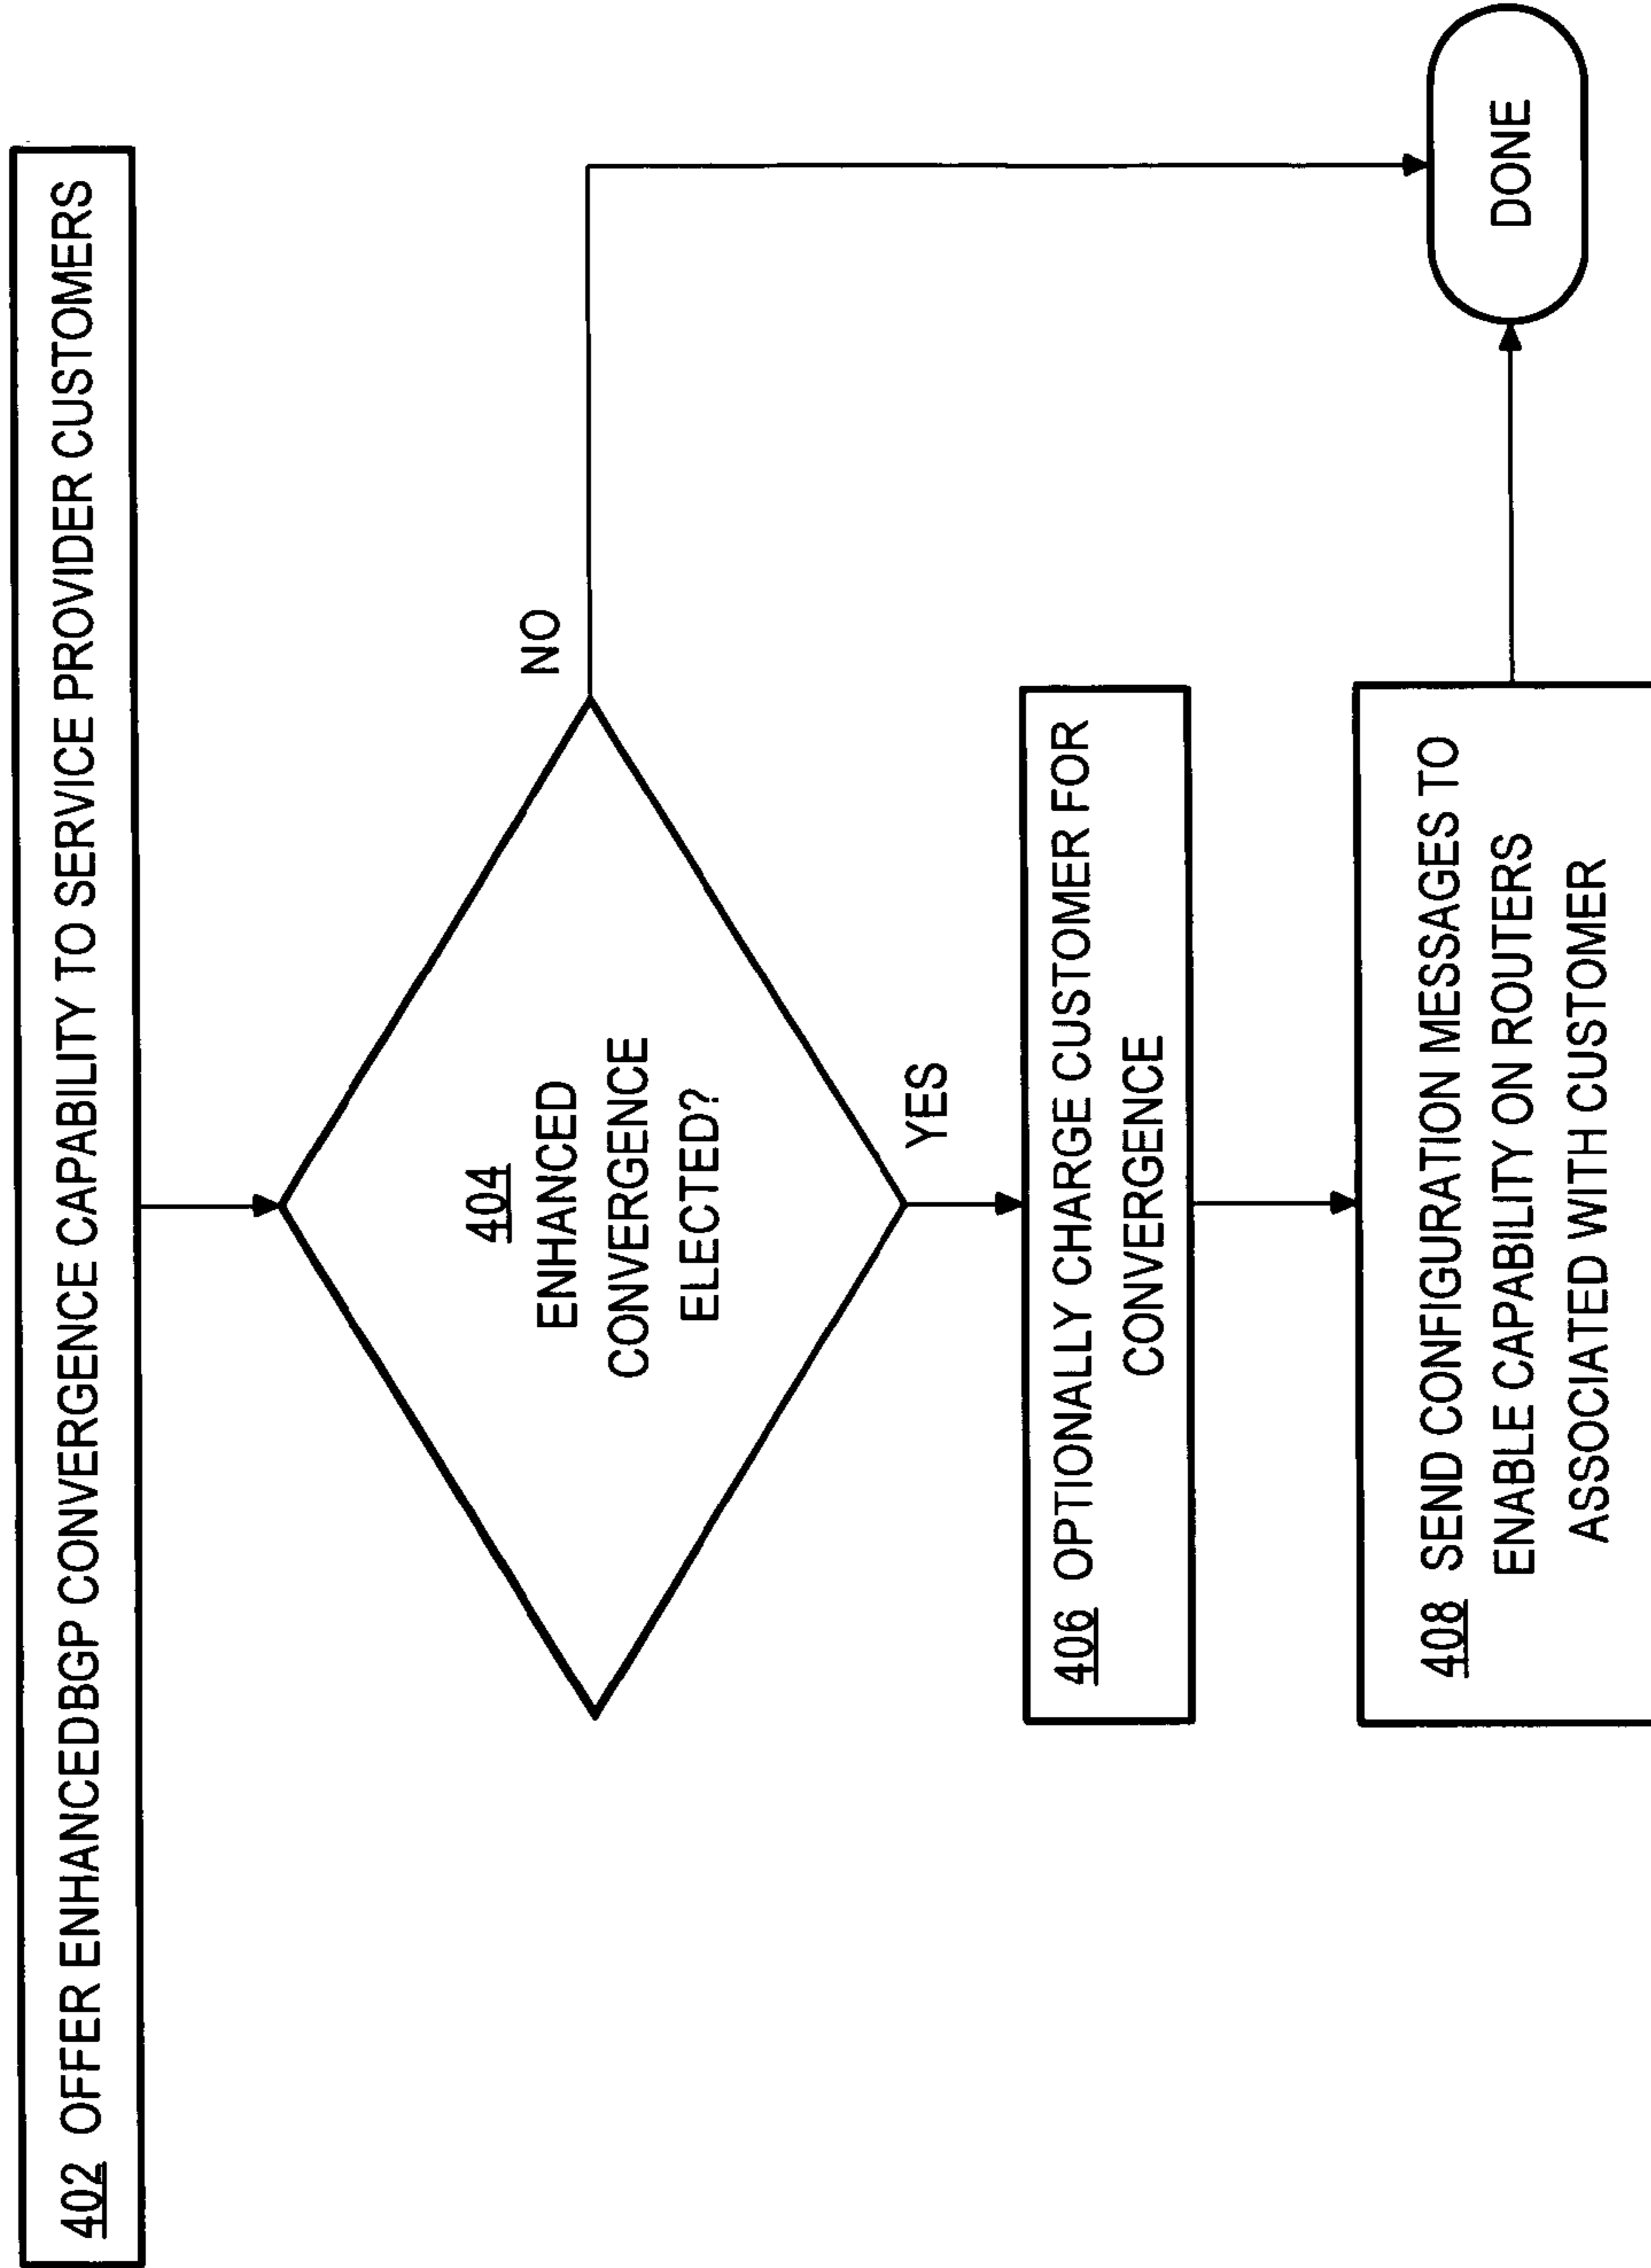 402 OFFER ENHANCEDBGP CONVERGENCE CAPABILITY TO SERVICE PROVIDER CUSTOMERS
404
ENHANCED
CONVERGENCE
ELECTED?
NO
YES
406 OPTIONALLY CHARGE CUSTOMER FOR
CONVERGENCE
408 SEND CONFIGURATION MESSAGES TO
ENABLE CAPABILITY ON ROUTERS
ASSOCIATED WITH CUSTOMER
DONE